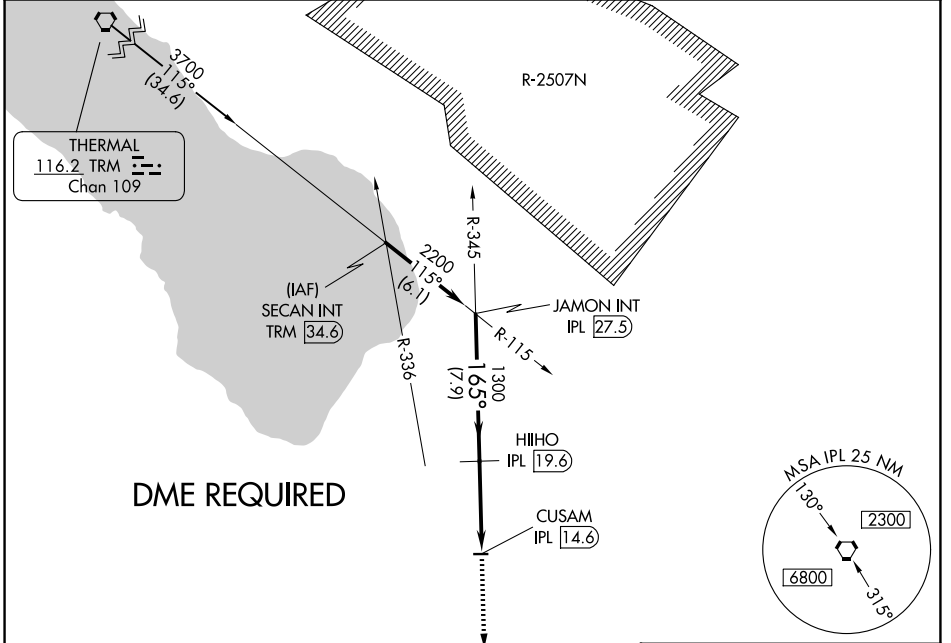 3700
115°
(34.6)
R-2507N
THERMAL
116.2 TRM
Chan 109
R-345
2200
115°
(6.1)
(IAF)
SECAN INT
TRM 34.6
JAMON INT
IPL 27.5
R-115
R-336
1300
165°
(7.9)
HIIHO
IPL 19.6
DME REQUIRED
CUSAM
IPL 14.6
MSA IPL 25 NM
130°
2300
6800
315°